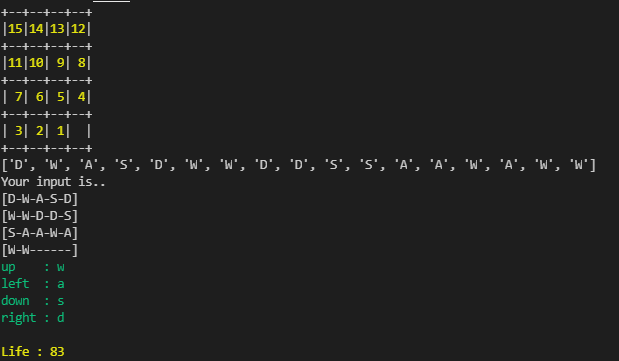 +--+--+--+--+
|15|14|13|12|
+--+--+--+--+
|11|10| 9| 8|
+--+--+--+--+
| 7| 6| 5| 4|
+--+--+--+--+
| 3| 2| 1|  |
+--+--+--+--+
['D', 'W', 'A', 'S', 'D', 'W', 'W', 'D', 'D', 'S', 'S', 'A', 'A', 'W', 'A', 'W', 'W']
Your input is..
[D-W-A-S-D]
[W-W-D-D-S]
[S-A-A-W-A]
[W-W------]
up    : w
left  : a
down  : s
right : d
Life : 83